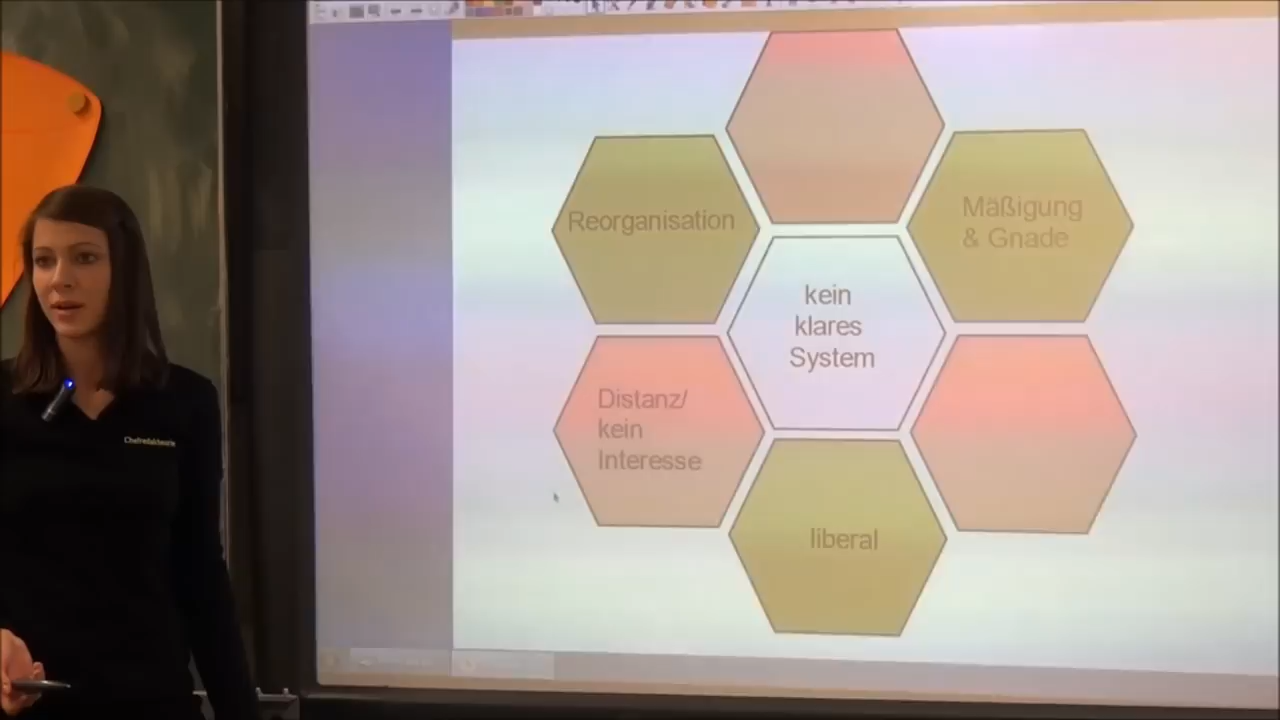 Reorganisation
Mäßigung
& Gnade
kein
klares
System
Distanz/
kein
Interesse
liberal